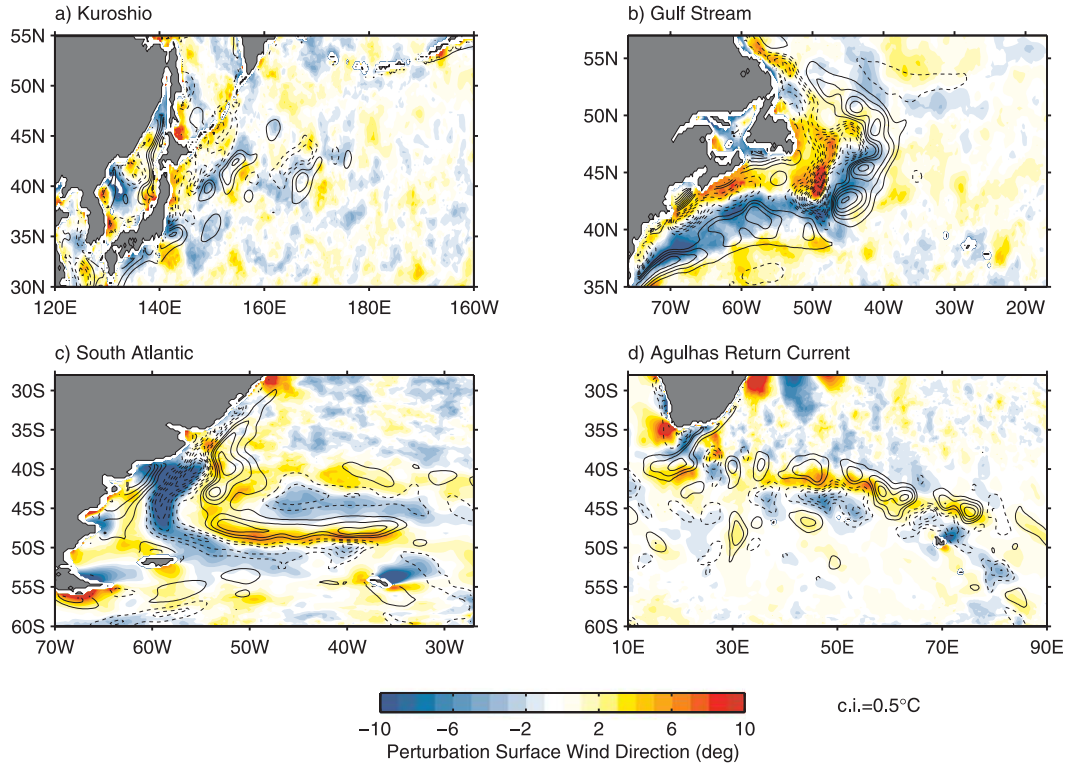 a) Kuroshio
b) Gulf Stream
55N
50N
45N
40N
35N
30N
120E 140E 160E 180E 160W
55N
50N
45N
40N
35N
70W 60W 50W 40W 30W 20W
c) South Atlantic
d) Agulhas Return Current
30S
35S
40S
45S
50S
55S
60S
70W 60W 50W 40W 30W
30S
35S
40S
45S
50S
55S
60S
10E 30E 50E 70E 90E
−10 −6 −2 2 6 10
c.i.=0.5°C
Perturbation Surface Wind Direction (deg)